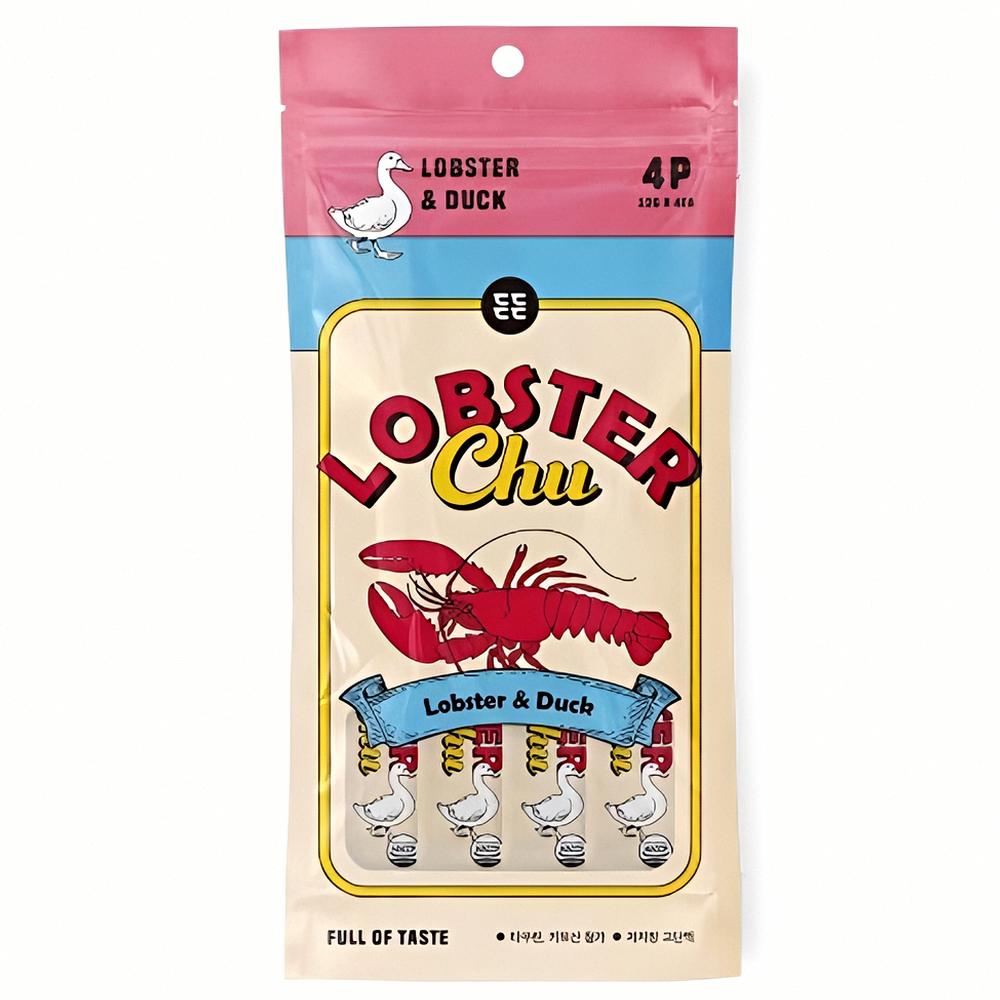 LOBSTER
& DUCK
4P
LOBSTER
Chu
Lobster & Duck
FULL OF TASTE